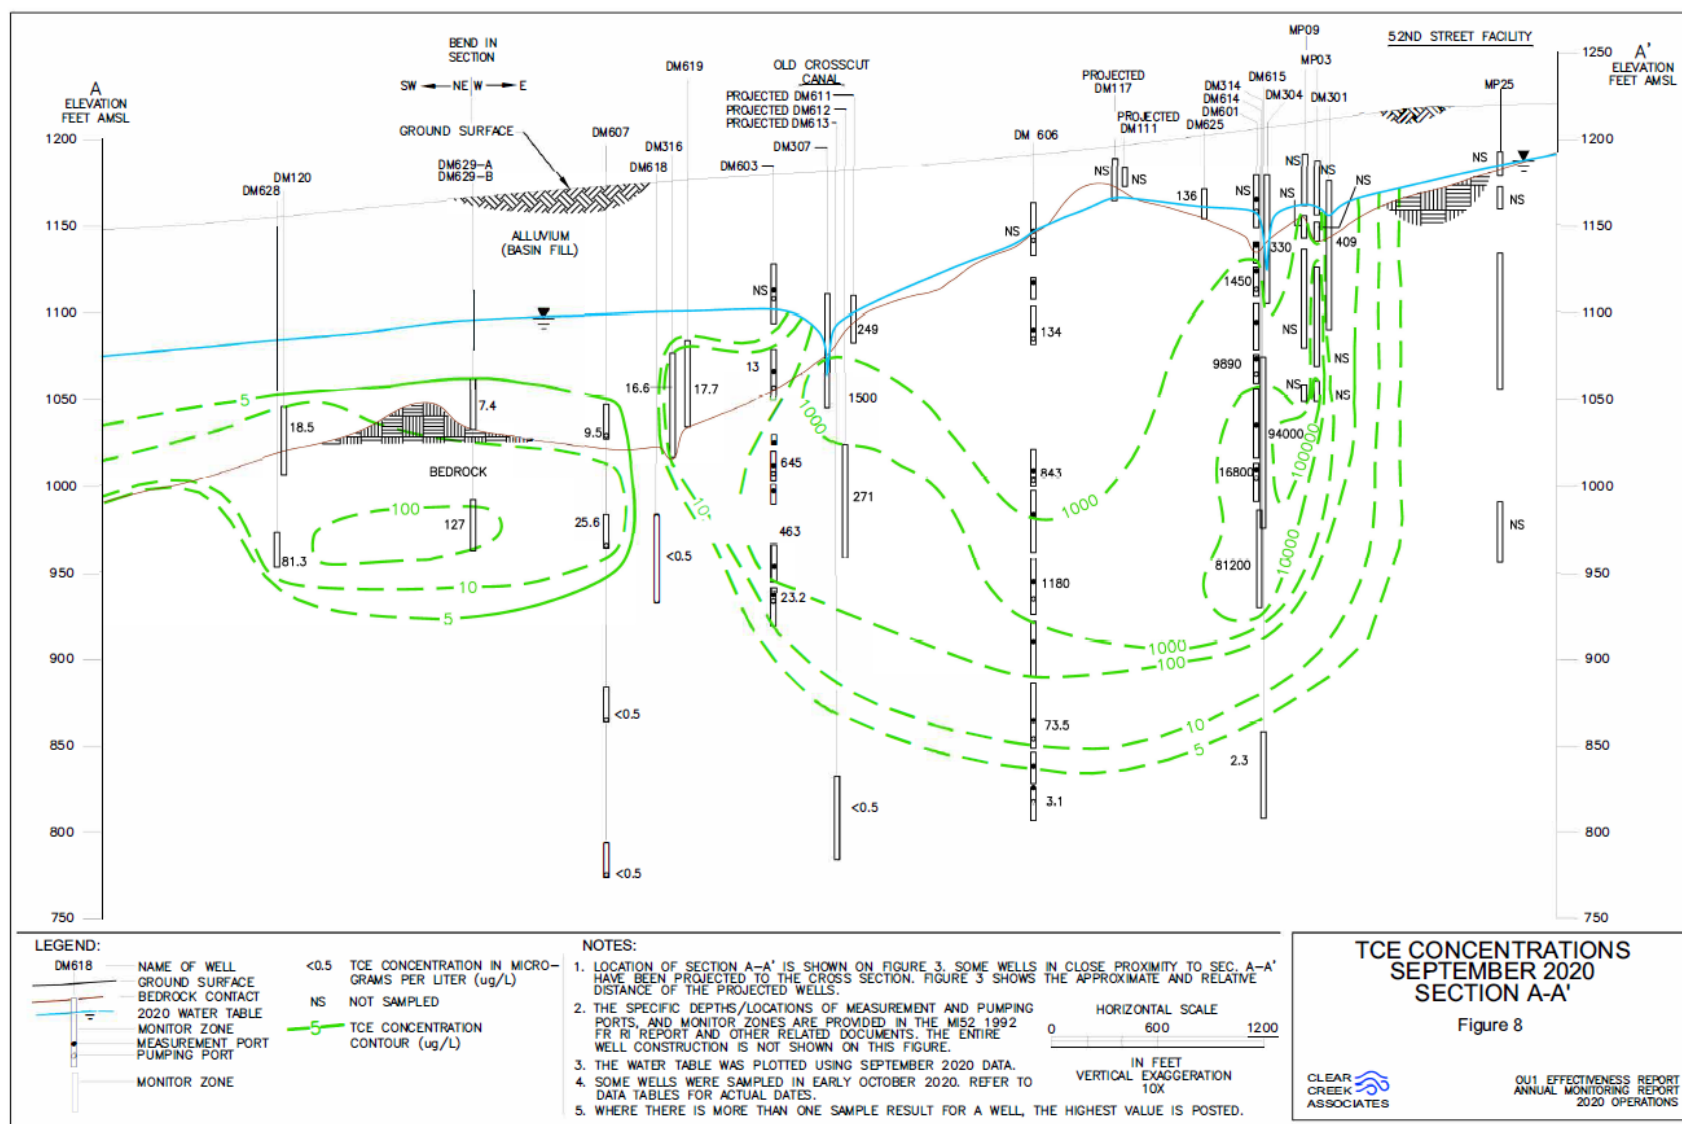 A
ELEVATION
FEET AMSL
BEND IN
SECTION
SW NE W E
GROUND SURFACE
DM628
DM120
DM629-A
DM629-B
ALLUVIUM
(BASIN FILL)
DM607
DM618
DM316
DM619
DM603
OLD CROSSCUT
CANAL
PROJECTED DM611
PROJECTED DM612
PROJECTED DM613
DM307
DM 606
PROJECTED
DM117
PROJECTED
DM111
DM625
DM314
DM614
DM601
DM615
DM304
MP09
MP03
DM301
52ND STREET FACILITY
MP25
A'
ELEVATION
FEET AMSL
1200
1150
1100
1050
1000
950
900
850
800
750
1250
1200
1150
1100
1050
1000
950
900
850
800
750
5
18.5
81.3
7.4
BEDROCK
100
127
10
5
9.5
25.6
<0.5
<0.5
16.6
17.7
<0.5
NS
13
645
463
23.2
249
1500
1000
271
<0.5
NS
134
843
1000
1180
73.5
3.1
NS
NS
136
NS
330
1450
9890
94000
16800
81200
2.3
1000
100
10
5
100000
10000
NS
NS
NS
409
NS
NS
NS
NS
NS
NS
NS
LEGEND:
DM618 NAME OF WELL
GROUND SURFACE
BEDROCK CONTACT
2020 WATER TABLE
MONITOR ZONE
MEASUREMENT PORT
PUMPING PORT
MONITOR ZONE
<0.5 TCE CONCENTRATION IN MICRO-
GRAMS PER LITER (ug/L)
NS NOT SAMPLED
5 TCE CONCENTRATION
CONTOUR (ug/L)
NOTES:
1. LOCATION OF SECTION A-A' IS SHOWN ON FIGURE 3. SOME WELLS IN CLOSE PROXIMITY TO SEC. A-A'
HAVE BEEN PROJECTED TO THE CROSS SECTION. FIGURE 3 SHOWS THE APPROXIMATE AND RELATIVE
DISTANCE OF THE PROJECTED WELLS.
2. THE SPECIFIC DEPTHS/LOCATIONS OF MEASUREMENT AND PUMPING
PORTS, AND MONITOR ZONES ARE PROVIDED IN THE M52 1992
FR RI REPORT AND OTHER RELATED DOCUMENTS. THE ENTIRE
WELL CONSTRUCTION IS NOT SHOWN ON THIS FIGURE.
3. THE WATER TABLE WAS PLOTTED USING SEPTEMBER 2020 DATA.
4. SOME WELLS WERE SAMPLED IN EARLY OCTOBER 2020. REFER TO
DATA TABLES FOR ACTUAL DATES.
5. WHERE THERE IS MORE THAN ONE SAMPLE RESULT FOR A WELL, THE HIGHEST VALUE IS POSTED.
HORIZONTAL SCALE
0 600 1200
IN FEET
VERTICAL EXAGGERATION
10X
TCE CONCENTRATIONS
SEPTEMBER 2020
SECTION A-A'
Figure 8
CLEAR
CREEK
ASSOCIATES
OU1 EFFECTIVENESS REPORT
ANNUAL MONITORING REPORT
2020 OPERATIONS